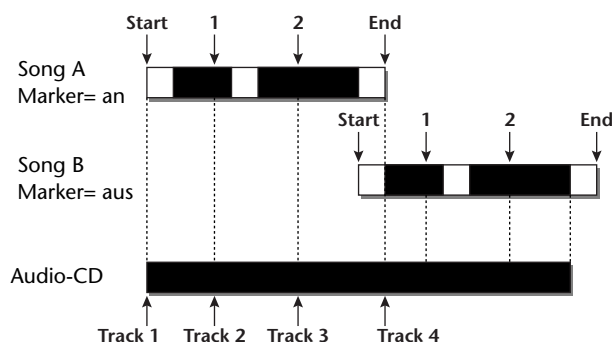 Start 1 2 End
Song A
Marker= an
Start 1 2 End
Song B
Marker= aus
Audio-CD
Track 1 Track 2 Track 3 Track 4